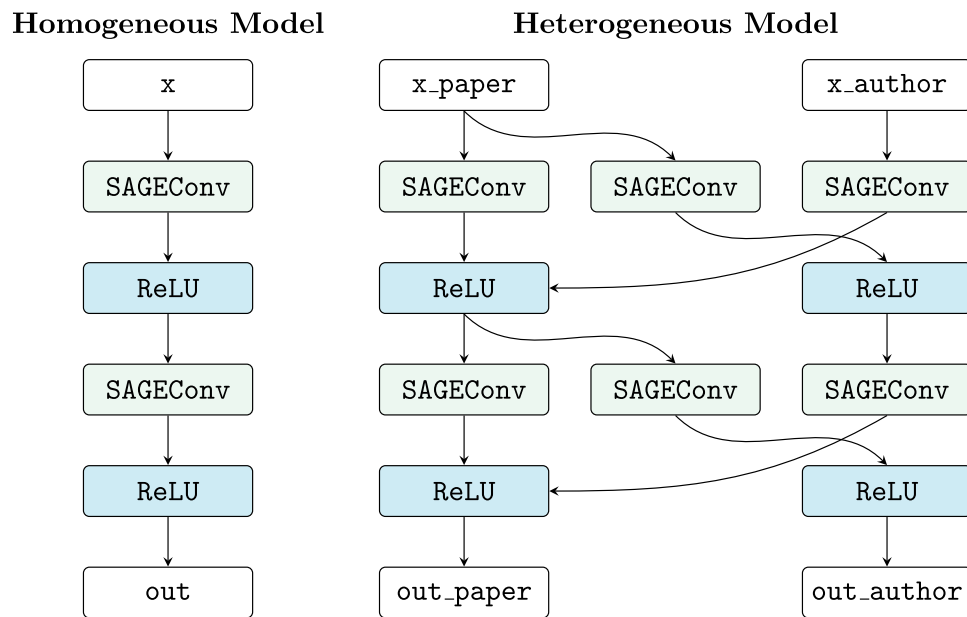 Homogeneous Model
Heterogeneous Model
x
x_paper
x_author
SAGEConv
SAGEConv
SAGEConv
SAGEConv
ReLU
ReLU
ReLU
SAGEConv
SAGEConv
SAGEConv
SAGEConv
ReLU
ReLU
ReLU
out
out_paper
out_author